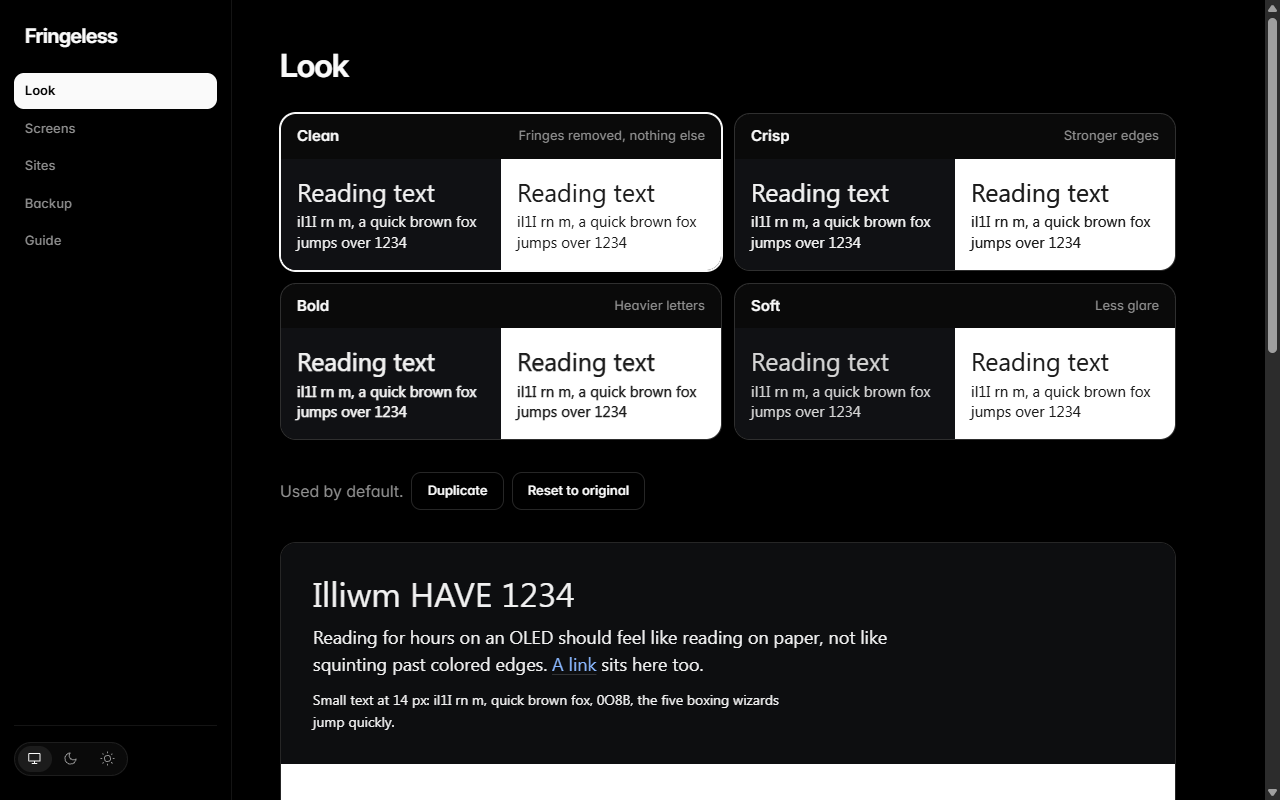 Fringeless
Look
Screens
Sites
Backup
Guide
Look
Clean
Fringes removed, nothing else
Reading text
il1I rn m, a quick brown fox
jumps over 1234
Reading text
il1I rn m, a quick brown fox
jumps over 1234
Crisp
Stronger edges
Reading text
il1I rn m, a quick brown fox
jumps over 1234
Reading text
il1I rn m, a quick brown fox
jumps over 1234
Bold
Heavier letters
Reading text
il1I rn m, a quick brown fox
jumps over 1234
Reading text
il1I rn m, a quick brown fox
jumps over 1234
Soft
Less glare
Reading text
il1I rn m, a quick brown fox
jumps over 1234
Reading text
il1I rn m, a quick brown fox
jumps over 1234
Used by default.
Duplicate
Reset to original
Illiwm HAVE 1234
Reading for hours on an OLED should feel like reading on paper, not like
squinting past colored edges. A link sits here too.
Small text at 14 px: il1I rn m, quick brown fox, 0O8B, the five boxing wizards
jump quickly.